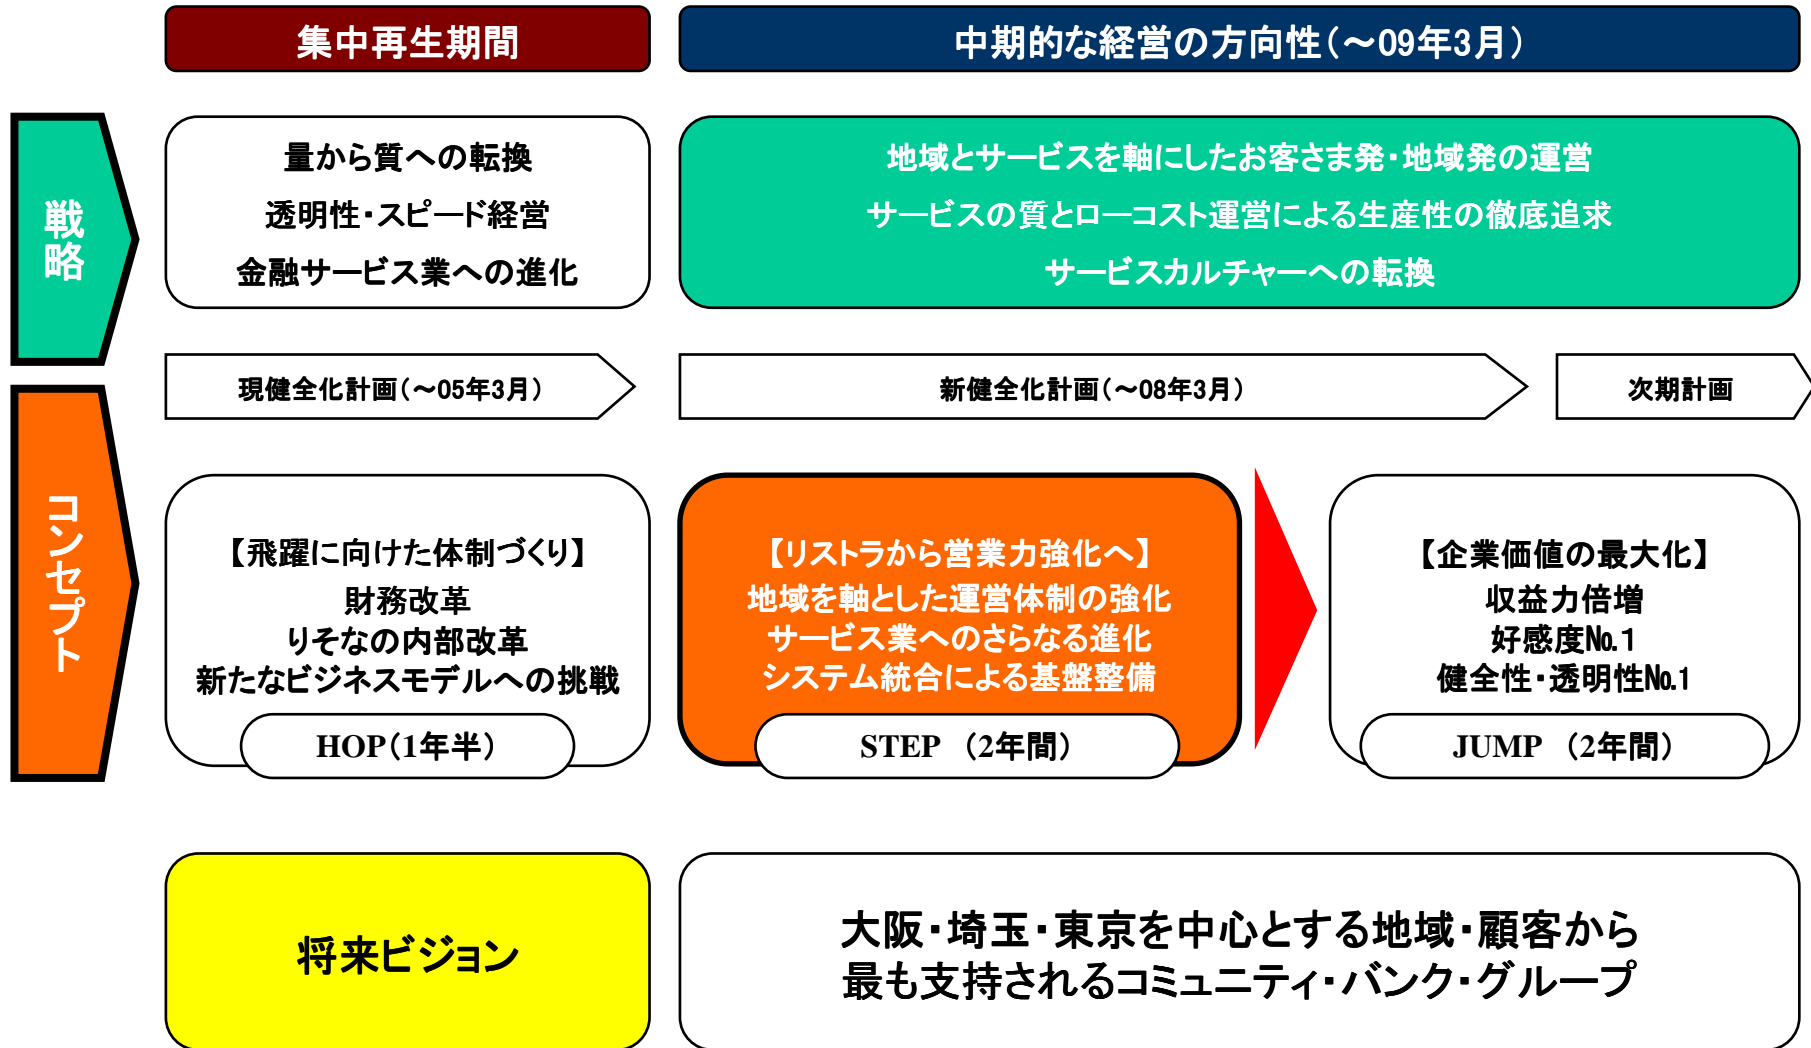 集中再生期間
中期的な経営の方向性(～09年3月)
戦略
量から質への転換
透明性・スピード経営
金融サービス業への進化
地域とサービスを軸にしたお客さま発・地域発の運営
サービスの質とローコスト運営による生産性の徹底追求
サービスカルチャーへの転換
現健全化計画(～05年3月)
新健全化計画(～08年3月)
次期計画
コンセプト
【飛躍に向けた体制づくり】
財務改革
りそなの内部改革
新たなビジネスモデルへの挑戦
HOP(1年半)
【リストラから営業力強化へ】
地域を軸とした運営体制の強化
サービス業へのさらなる進化
システム統合による基盤整備
STEP (2年間)
【企業価値の最大化】
収益力倍増
好感度№1
健全性・透明性№1
JUMP (2年間)
将来ビジョン
大阪・埼玉・東京を中心とする地域・顧客から
最も支持されるコミュニティ・バンク・グループ